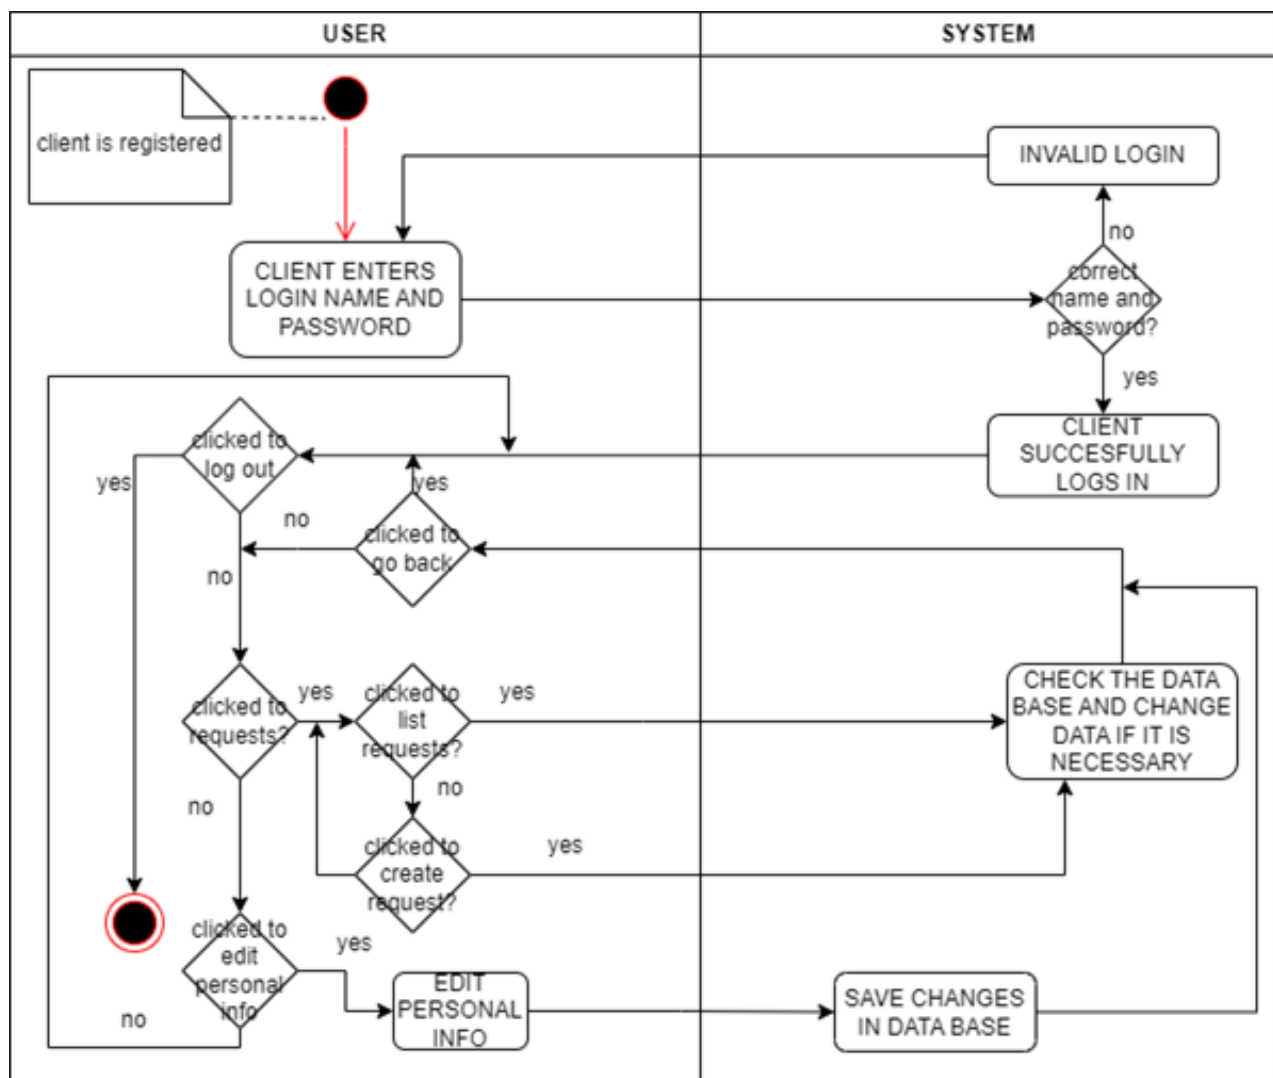 USER
SYSTEM
client is registered
INVALID LOGIN
no
CLIENT ENTERS
LOGIN NAME AND
PASSWORD
correct
name and
password?
yes
clicked to
log out
yes
CLIENT
SUCCESFULLY
LOGS IN
yes
no
clicked to
go back
no
clicked to
requests?
yes
clicked to
list
requests?
yes
CHECK THE DATA
BASE AND CHANGE
DATA IF IT IS
NECESSARY
no
no
clicked to
create
request?
yes
clicked to
edit
personal
info
yes
no
EDIT
PERSONAL
INFO
SAVE CHANGES
IN DATA BASE